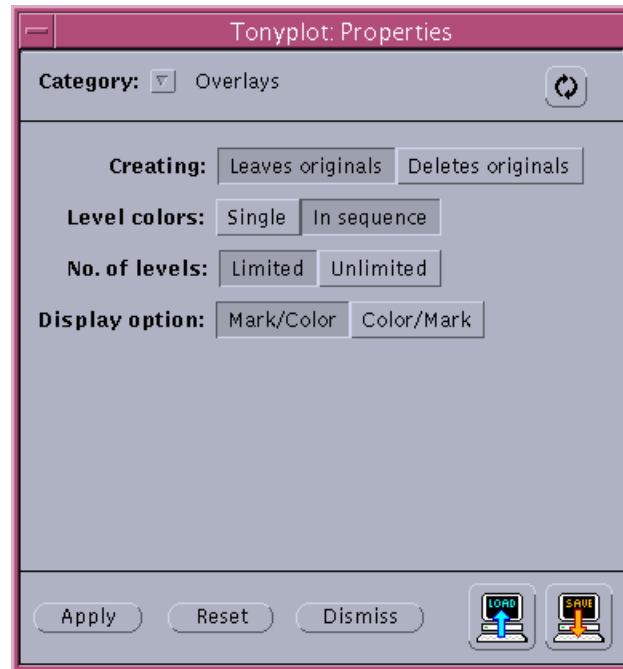 Tonyplot: Properties
Category: Overlays
Creating: Leaves originals Deletes originals
Level colors: Single In sequence
No. of levels: Limited Unlimited
Display option: Mark/Color Color/Mark
Apply Reset Dismiss LOAD SAVE